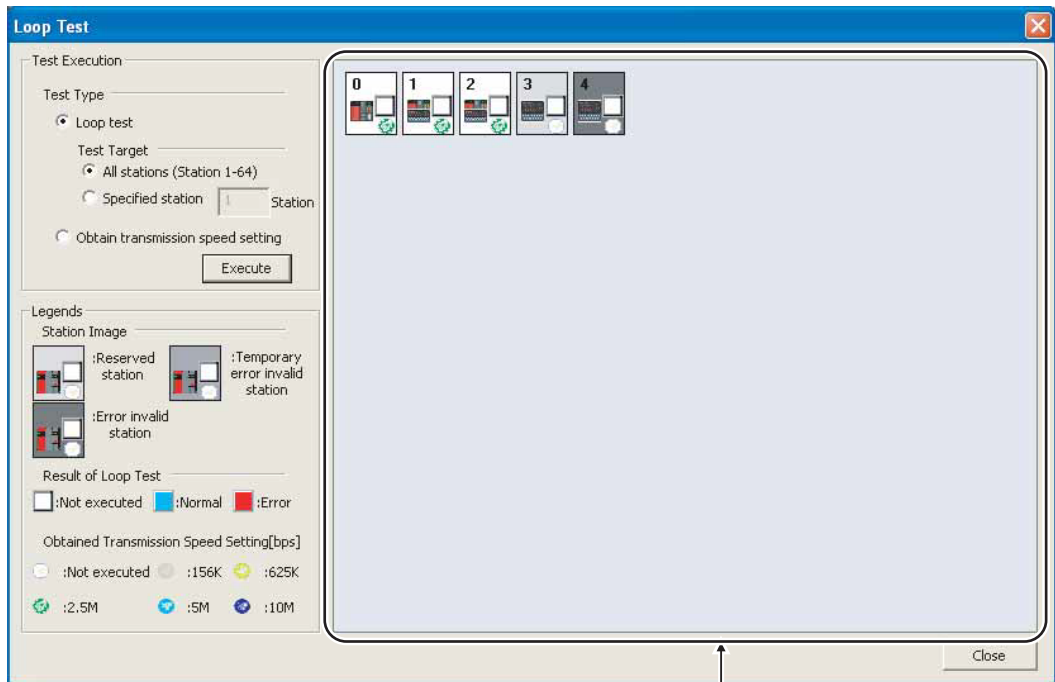 Loop Test
Test Execution
Test Type
Loop test
Test Target
All stations (Station 1-64)
Specified station 1 Station
Obtain transmission speed setting
Execute
Legends
Station Image
:Reserved station
:Temporary error invalid station
:Error invalid station
Result of Loop Test
:Not executed :Normal :Error
Obtained Transmission Speed Setting[bps]
:Not executed :156K :625K
:2.5M :5M :10M
0 1 2 3 4
Close